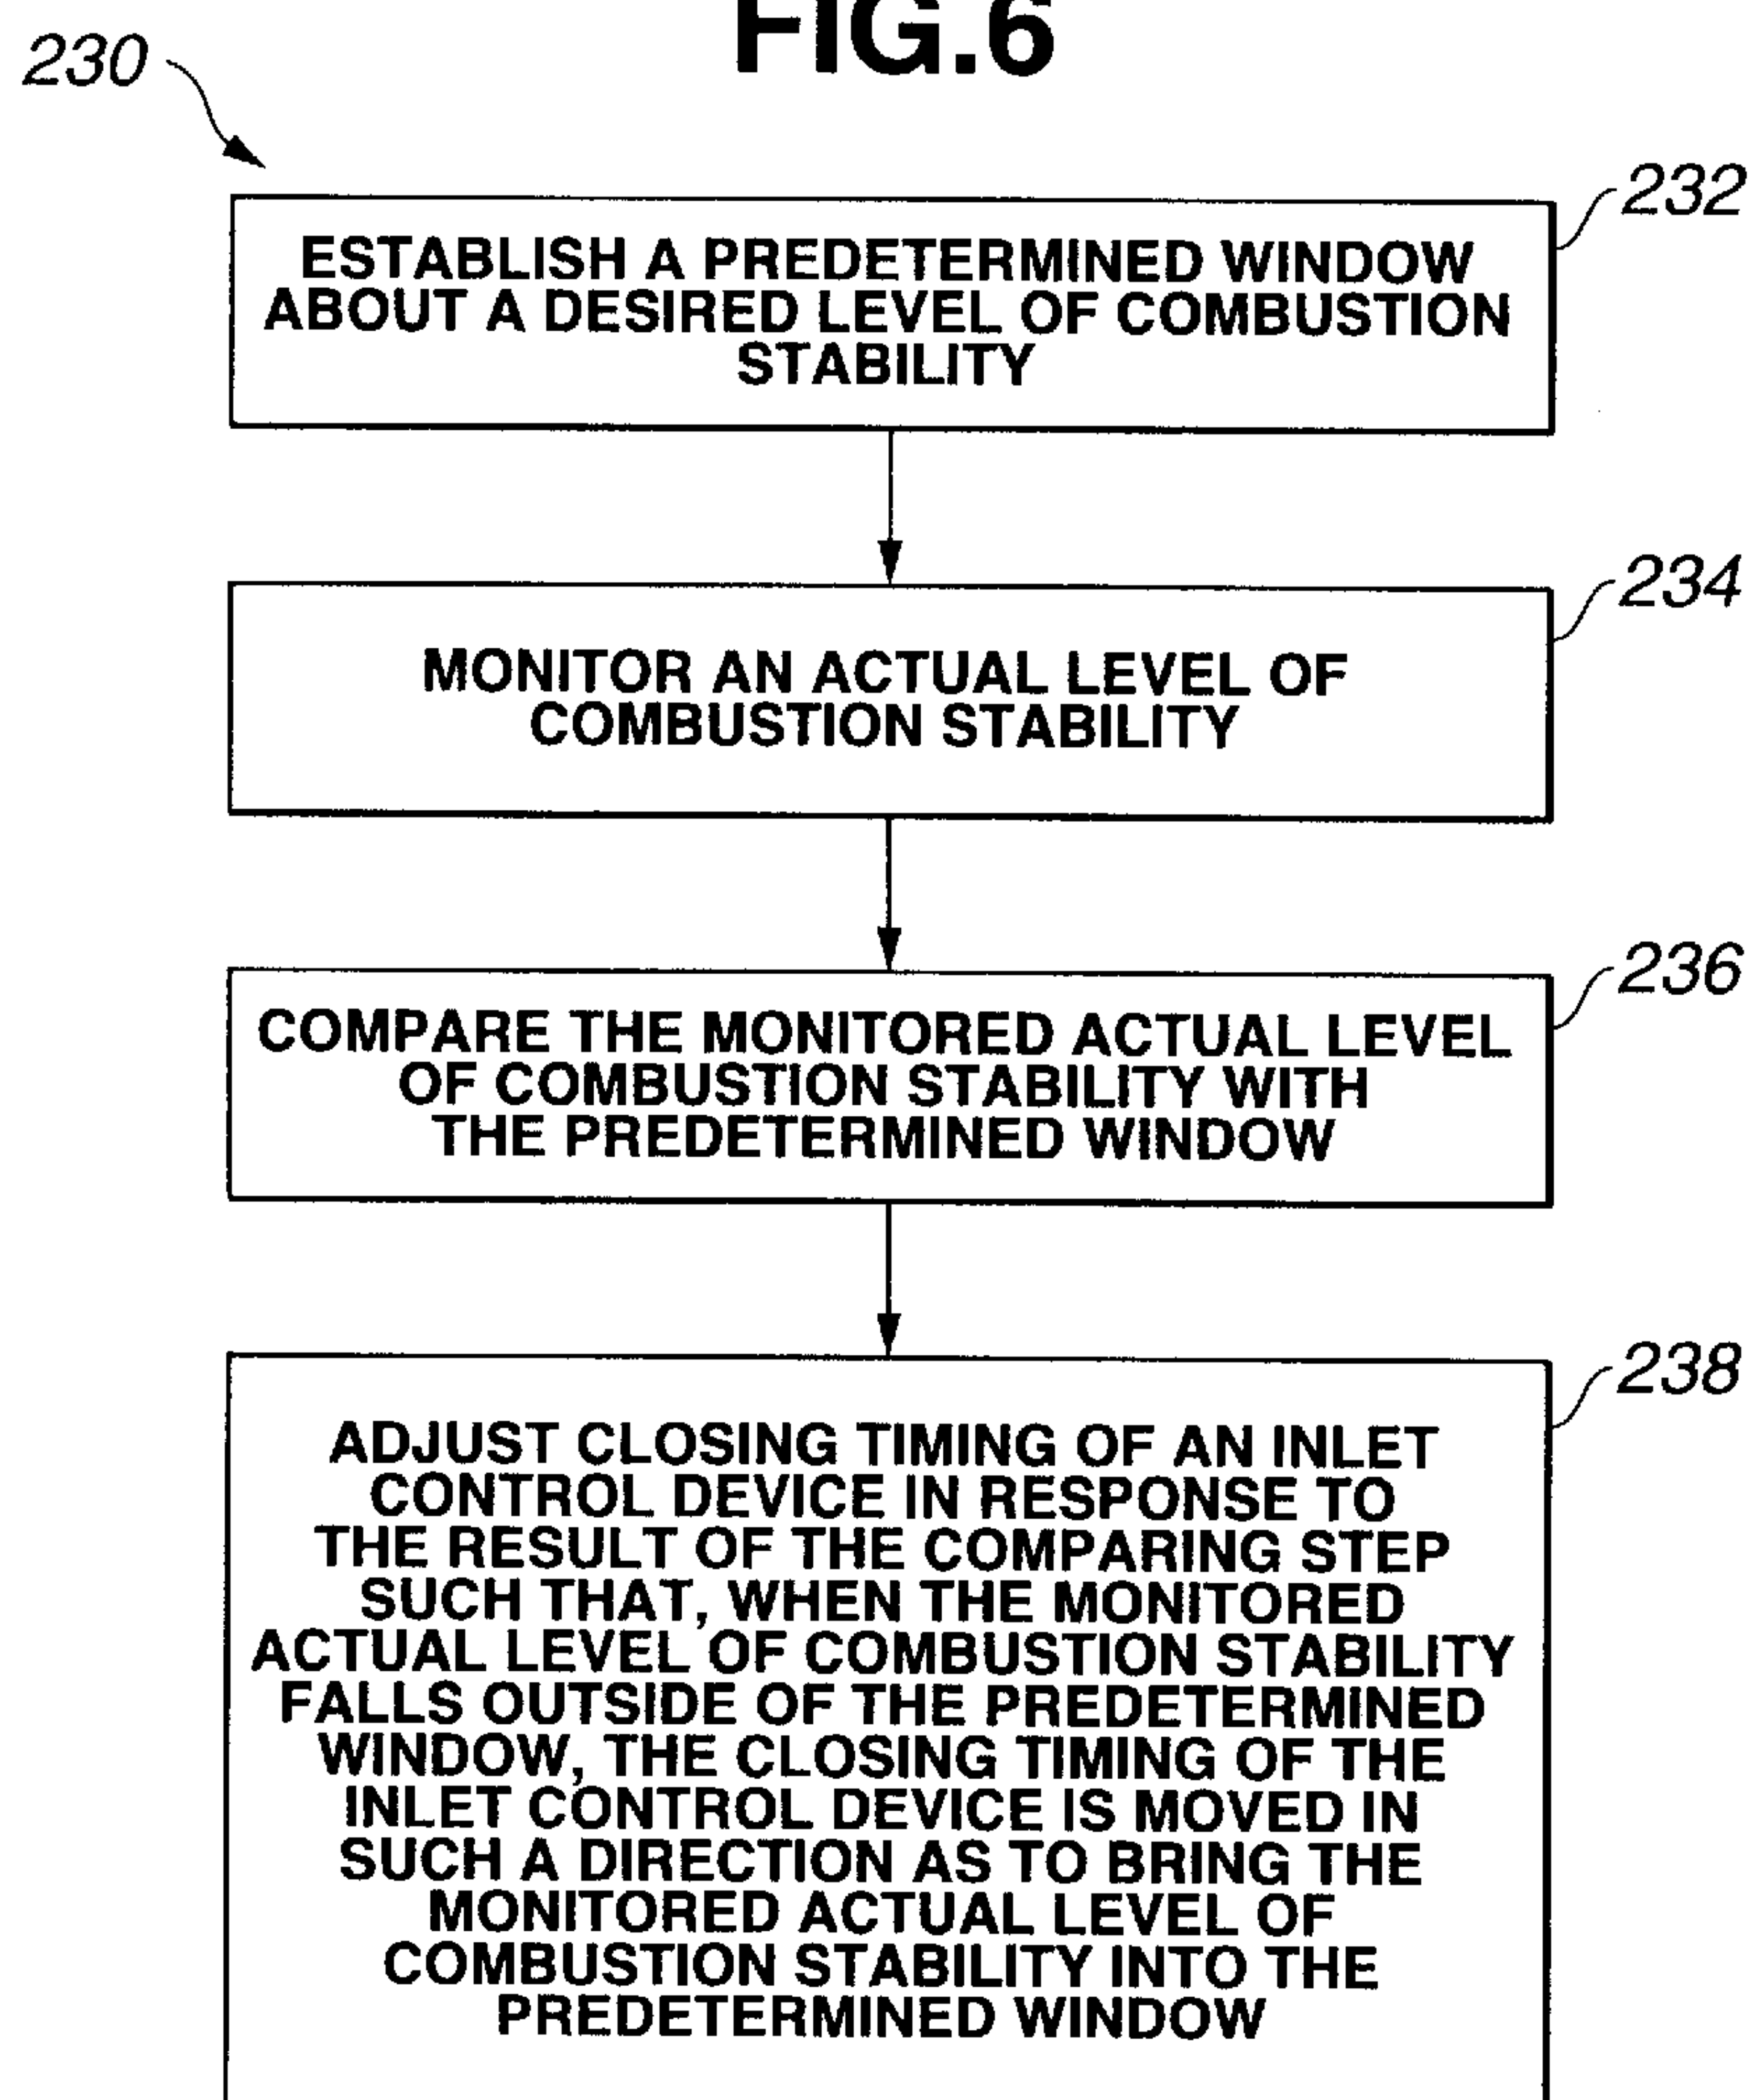 FIG.6
230
232
ESTABLISH A PREDETERMINED WINDOW
ABOUT A DESIRED LEVEL OF COMBUSTION
STABILITY
234
MONITOR AN ACTUAL LEVEL OF
COMBUSTION STABILITY
236
COMPARE THE MONITORED ACTUAL LEVEL
OF COMBUSTION STABILITY WITH
THE PREDETERMINED WINDOW
238
ADJUST CLOSING TIMING OF AN INLET
CONTROL DEVICE IN RESPONSE TO
THE RESULT OF THE COMPARING STEP
SUCH THAT, WHEN THE MONITORED
ACTUAL LEVEL OF COMBUSTION STABILITY
FALLS OUTSIDE OF THE PREDETERMINED
WINDOW, THE CLOSING TIMING OF THE
INLET CONTROL DEVICE IS MOVED IN
SUCH A DIRECTION AS TO BRING THE
MONITORED ACTUAL LEVEL OF
COMBUSTION STABILITY INTO THE
PREDETERMINED WINDOW